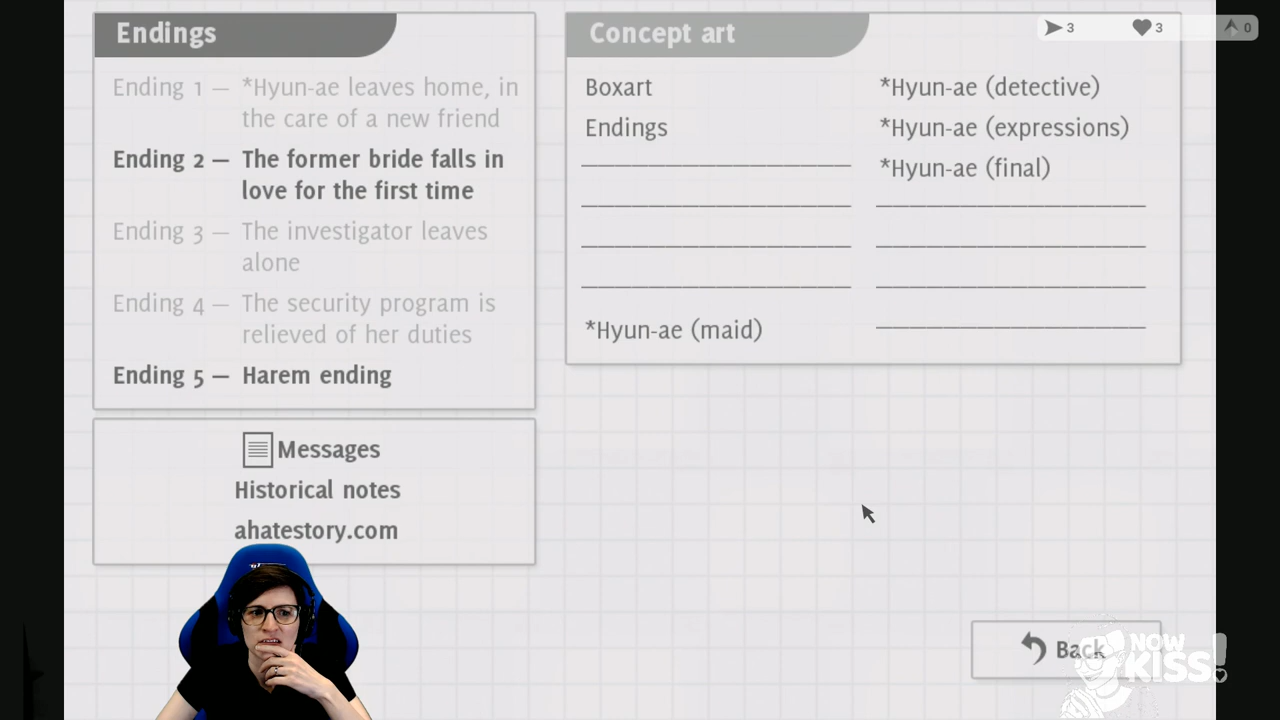 Endings
Ending 1 — *Hyun-ae leaves home, in
the care of a new friend
Ending 2 — The former bride falls in
love for the first time
Ending 3 — The investigator leaves
alone
Ending 4 — The security program is
relieved of her duties
Ending 5 — Harem ending
Messages
Historical notes
ahatestory.com
Concept art
3
3
0
Boxart
Endings
*Hyun-ae (maid)
*Hyun-ae (detective)
*Hyun-ae (expressions)
*Hyun-ae (final)
Back
NOW
KISS!